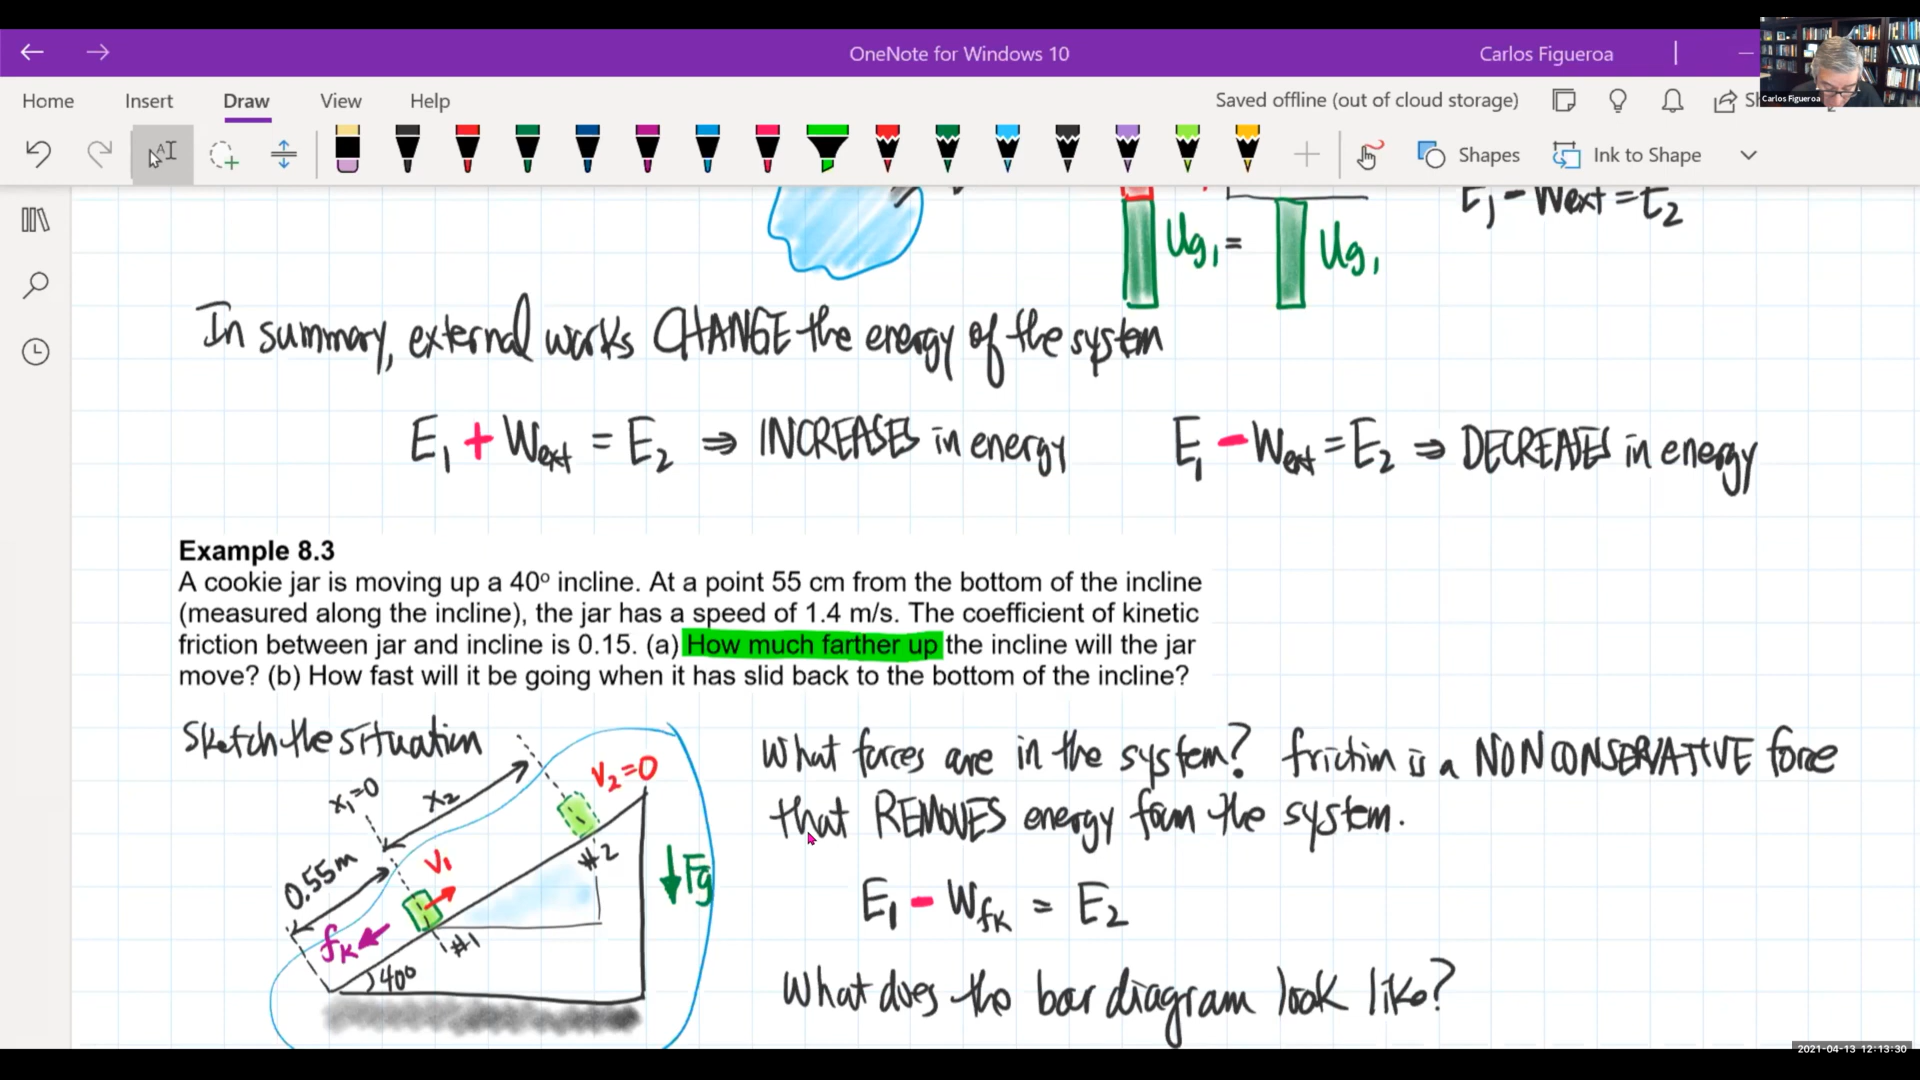 OneNote for Windows 10
Carlos Figueroa
Carlos Figueroa
Home Insert Draw View Help
Saved offline (out of cloud storage)
Shapes
Ink to Shape
Ug1 = Ug1
E1 - Wext = E2
In summary, external works CHANGE the energy of the system
E1 + Wext = E2 ⇒ INCREASES in energy
E1 - Wext = E2 ⇒ DECREASES in energy
Example 8.3
A cookie jar is moving up a 40º incline. At a point 55 cm from the bottom of the incline
(measured along the incline), the jar has a speed of 1.4 m/s. The coefficient of kinetic
friction between jar and incline is 0.15. (a) How much farther up the incline will the jar
move? (b) How fast will it be going when it has slid back to the bottom of the incline?
Sketch the situation
x1=0
x2
v2=0
0.55m
v1
#2
Fg
fk
#1
40º
What forces are in the system? friction is a NONCONSERVATIVE force
that REMOVES energy from the system.
E1 - Wfk = E2
What does the bar diagram look like?
2021-04-13 12:13:30